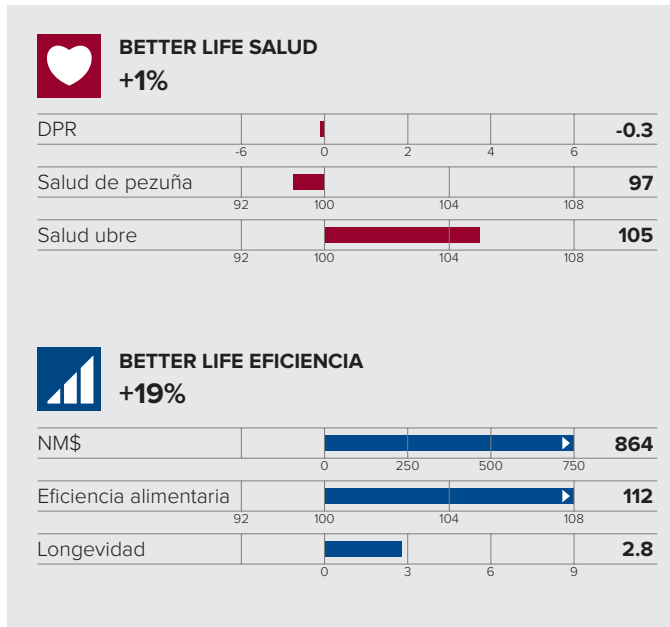 BETTER LIFE SALUD
+1%
DPR -0.3
-6 0 2 4 6
Salud de pezuña 97
92 100 104 108
Salud ubre 105
92 100 104 108
BETTER LIFE EFICIENCIA
+19%
NM$ 864
0 250 500 750
Eficiencia alimentaria 112
92 100 104 108
Longevidad 2.8
0 3 6 9